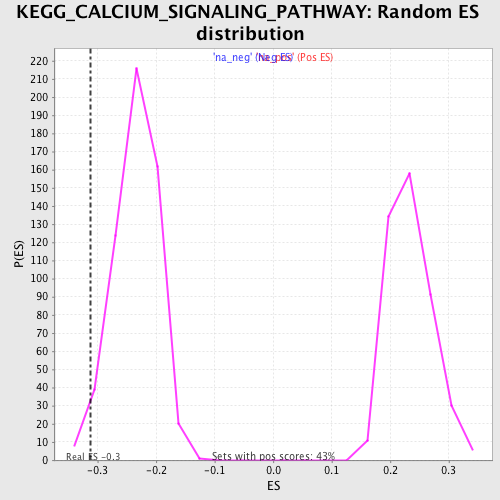 KEGG_CALCIUM_SIGNALING_PATHWAY: Random ES
distribution
'na_neg' (Neg ES) 'na_pos' (Pos ES)
220
210
200
190
180
170
160
150
140
130
120
110
100
90
80
70
60
50
40
30
20
10
0
P(ES)
Real ES -0.3
Sets with pos scores: 43%
-0.3 -0.2 -0.1 0.0 0.1 0.2 0.3
ES